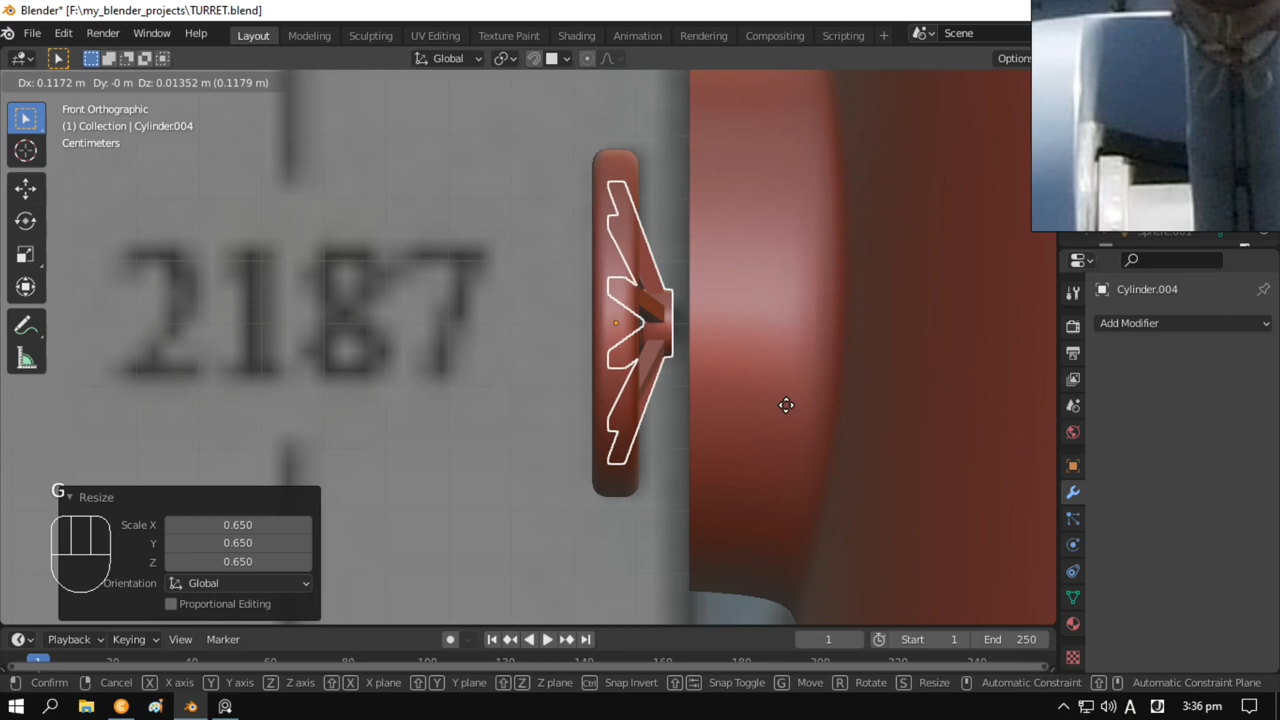 Blender* [F:\my_blender_projects\TURRET.blend]
File Edit Render Window Help Layout Modeling Sculpting UV Editing Texture Paint Shading Animation Rendering Compositing Scripting + Scene
Global Options
Dx: 0.1172 m Dy: -0 m Dz: 0.01352 m (0.1179 m)
Front Orthographic
(1) Collection | Cylinder.004
Centimeters
2187
Cylinder.004
Add Modifier
G
Resize
Scale X 0.650
Y 0.650
Z 0.650
Orientation Global
Proportional Editing
Playback Keying View Marker 1 Start 1 End 250
Confirm Cancel X X axis Y Y axis Z Z axis X X plane Y Y plane Z Z plane Ctrl Snap Invert Snap Toggle G Move R Rotate S Resize Automatic Constraint Automatic Constraint Plane
A 3:36 pm